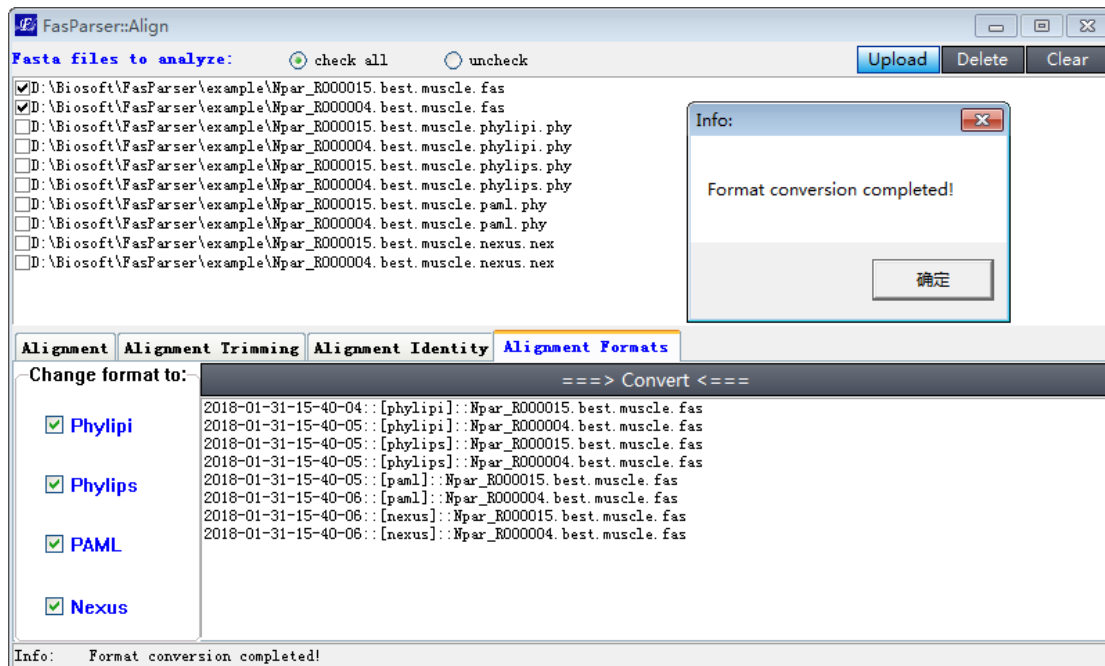 FasParser::Align
Fasta files to analyze: check all uncheck Upload Delete Clear
D:\Biosoft\FasParser\example\Npar_R000015.best.muscle.fas
D:\Biosoft\FasParser\example\Npar_R000004.best.muscle.fas
D:\Biosoft\FasParser\example\Npar_R000015.best.muscle.phylipi.phy
D:\Biosoft\FasParser\example\Npar_R000004.best.muscle.phylipi.phy
D:\Biosoft\FasParser\example\Npar_R000015.best.muscle.phylips.phy
D:\Biosoft\FasParser\example\Npar_R000004.best.muscle.phylips.phy
D:\Biosoft\FasParser\example\Npar_R000015.best.muscle.paml.phy
D:\Biosoft\FasParser\example\Npar_R000004.best.muscle.paml.phy
D:\Biosoft\FasParser\example\Npar_R000015.best.muscle.nexus.nex
D:\Biosoft\FasParser\example\Npar_R000004.best.muscle.nexus.nex
Info:
Format conversion completed!
确定
Alignment Alignment Trimming Alignment Identity Alignment Formats
Change format to:
Phylipi
Phylips
PAML
Nexus
===> Convert <===
2018-01-31-15-40-04::[phylipi]::Npar_R000015.best.muscle.fas
2018-01-31-15-40-05::[phylipi]::Npar_R000004.best.muscle.fas
2018-01-31-15-40-05::[phylips]::Npar_R000015.best.muscle.fas
2018-01-31-15-40-05::[phylips]::Npar_R000004.best.muscle.fas
2018-01-31-15-40-05::[paml]::Npar_R000015.best.muscle.fas
2018-01-31-15-40-06::[paml]::Npar_R000004.best.muscle.fas
2018-01-31-15-40-06::[nexus]::Npar_R000015.best.muscle.fas
2018-01-31-15-40-06::[nexus]::Npar_R000004.best.muscle.fas
Info: Format conversion completed!